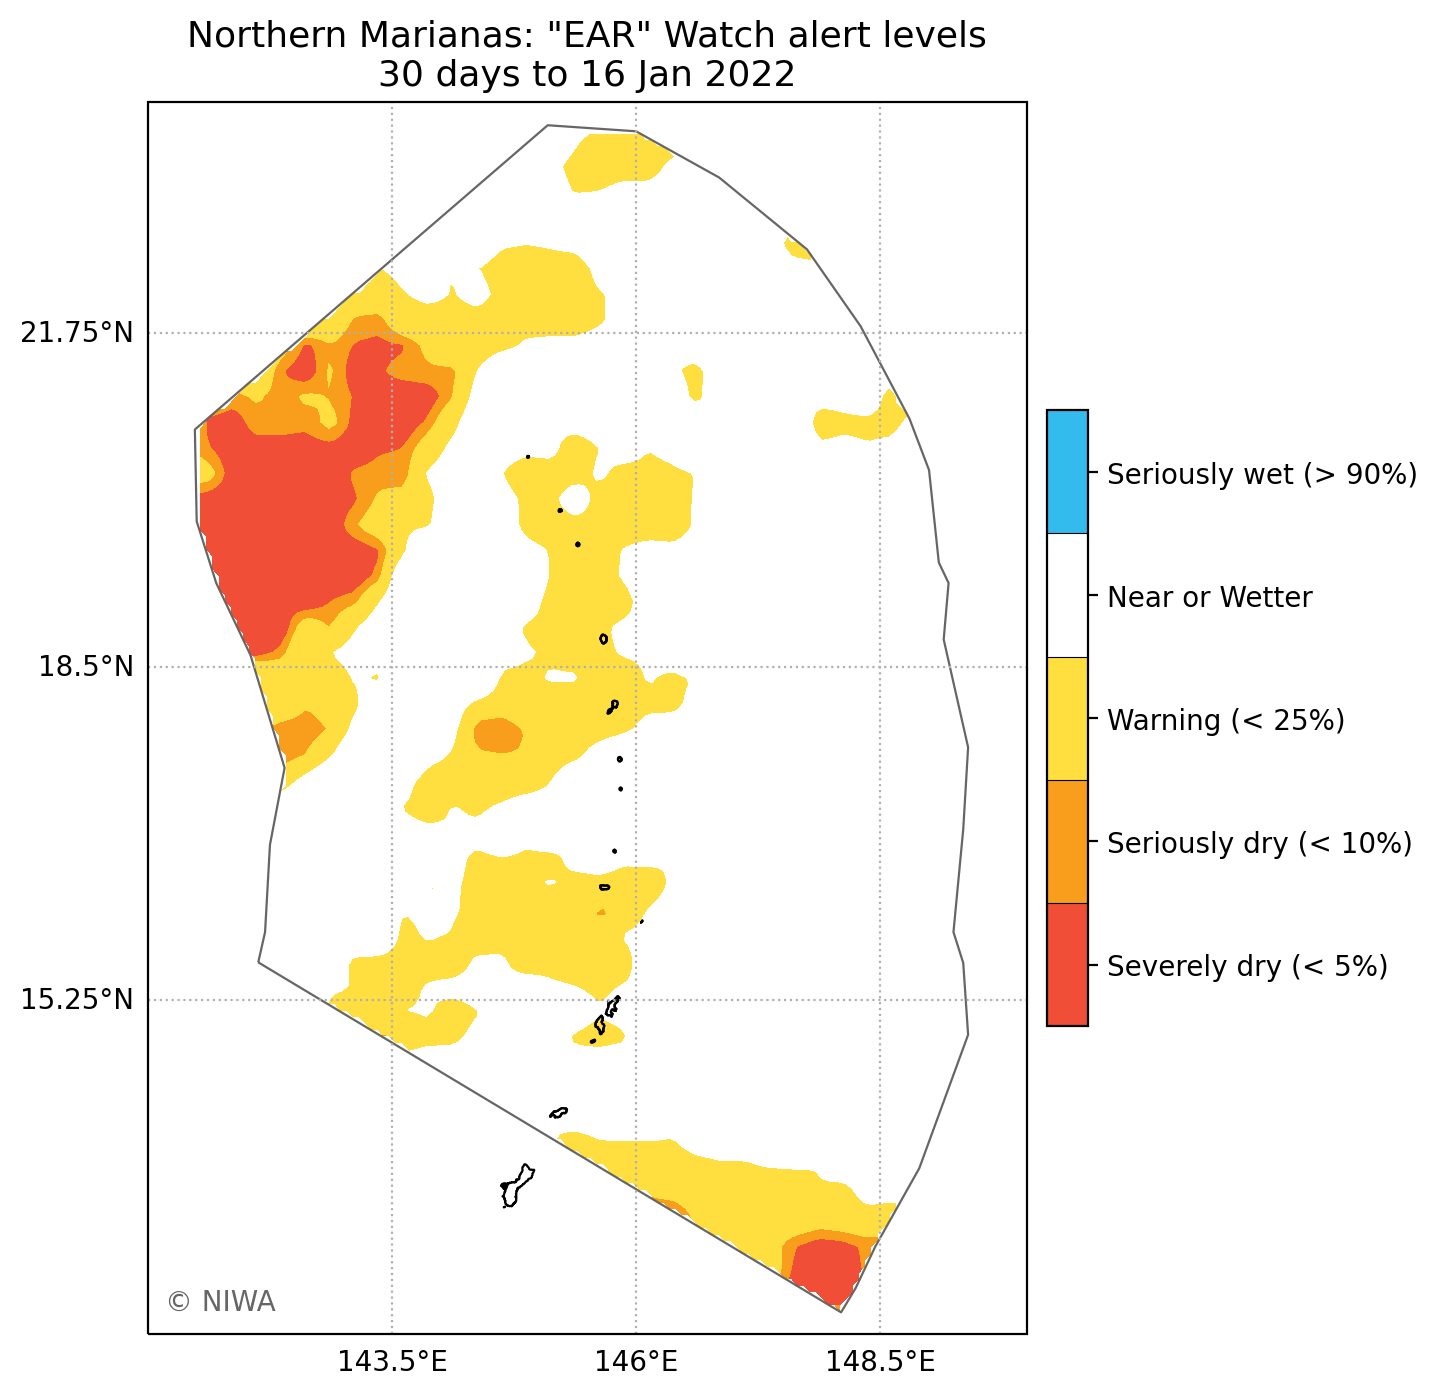 Northern Marianas: "EAR" Watch alert levels
30 days to 16 Jan 2022
21.75°N
18.5°N
15.25°N
143.5°E
146°E
148.5°E
Seriously wet (> 90%)
Near or Wetter
Warning (< 25%)
Seriously dry (< 10%)
Severely dry (< 5%)
© NIWA